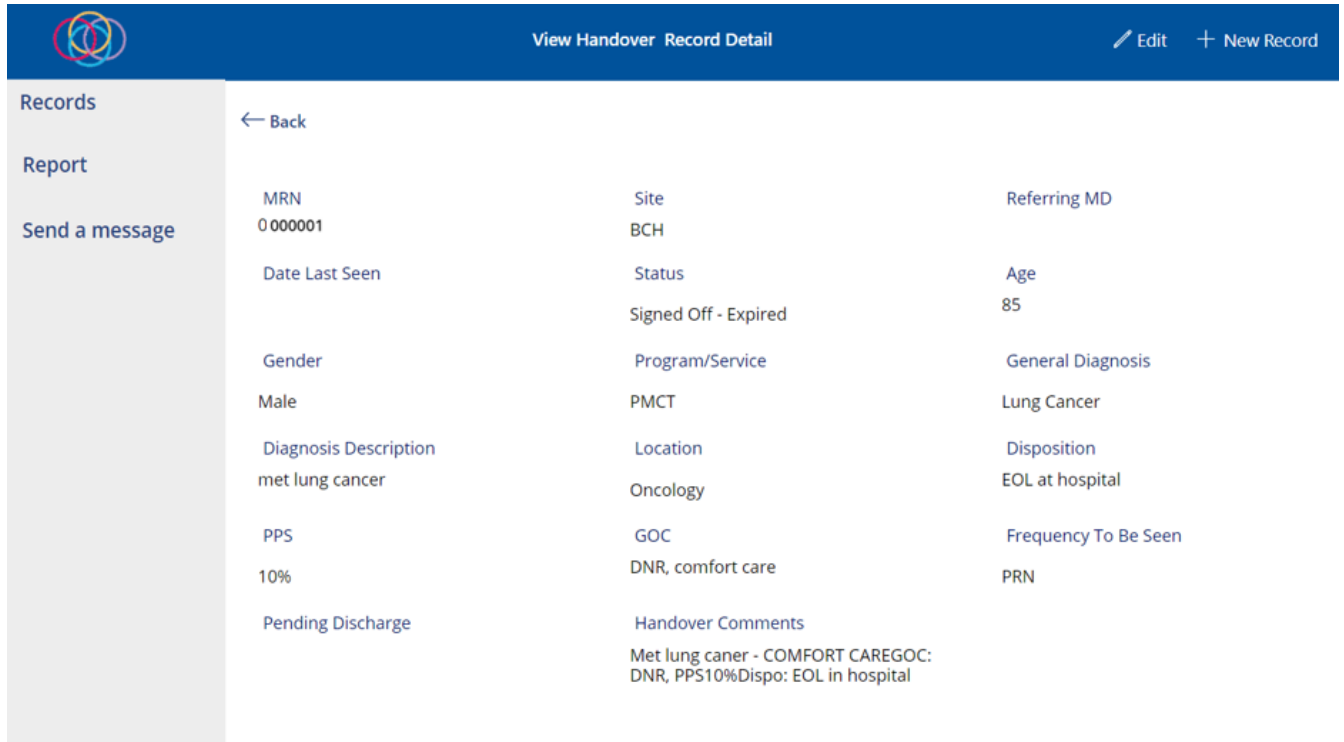 View Handover Record Detail
Edit
New Record
Records
Report
Send a message
Back
MRN
Site
Referring MD
0000001
BCH
Date Last Seen
Status
Age
Signed Off - Expired
85
Gender
Program/Service
General Diagnosis
Male
PMCT
Lung Cancer
Diagnosis Description
Location
Disposition
met lung cancer
Oncology
EOL at hospital
PPS
GOC
Frequency To Be Seen
10%
DNR, comfort care
PRN
Pending Discharge
Handover Comments
Met lung caner - COMFORT CAREGOC:
DNR, PPS10%Dispo: EOL in hospital